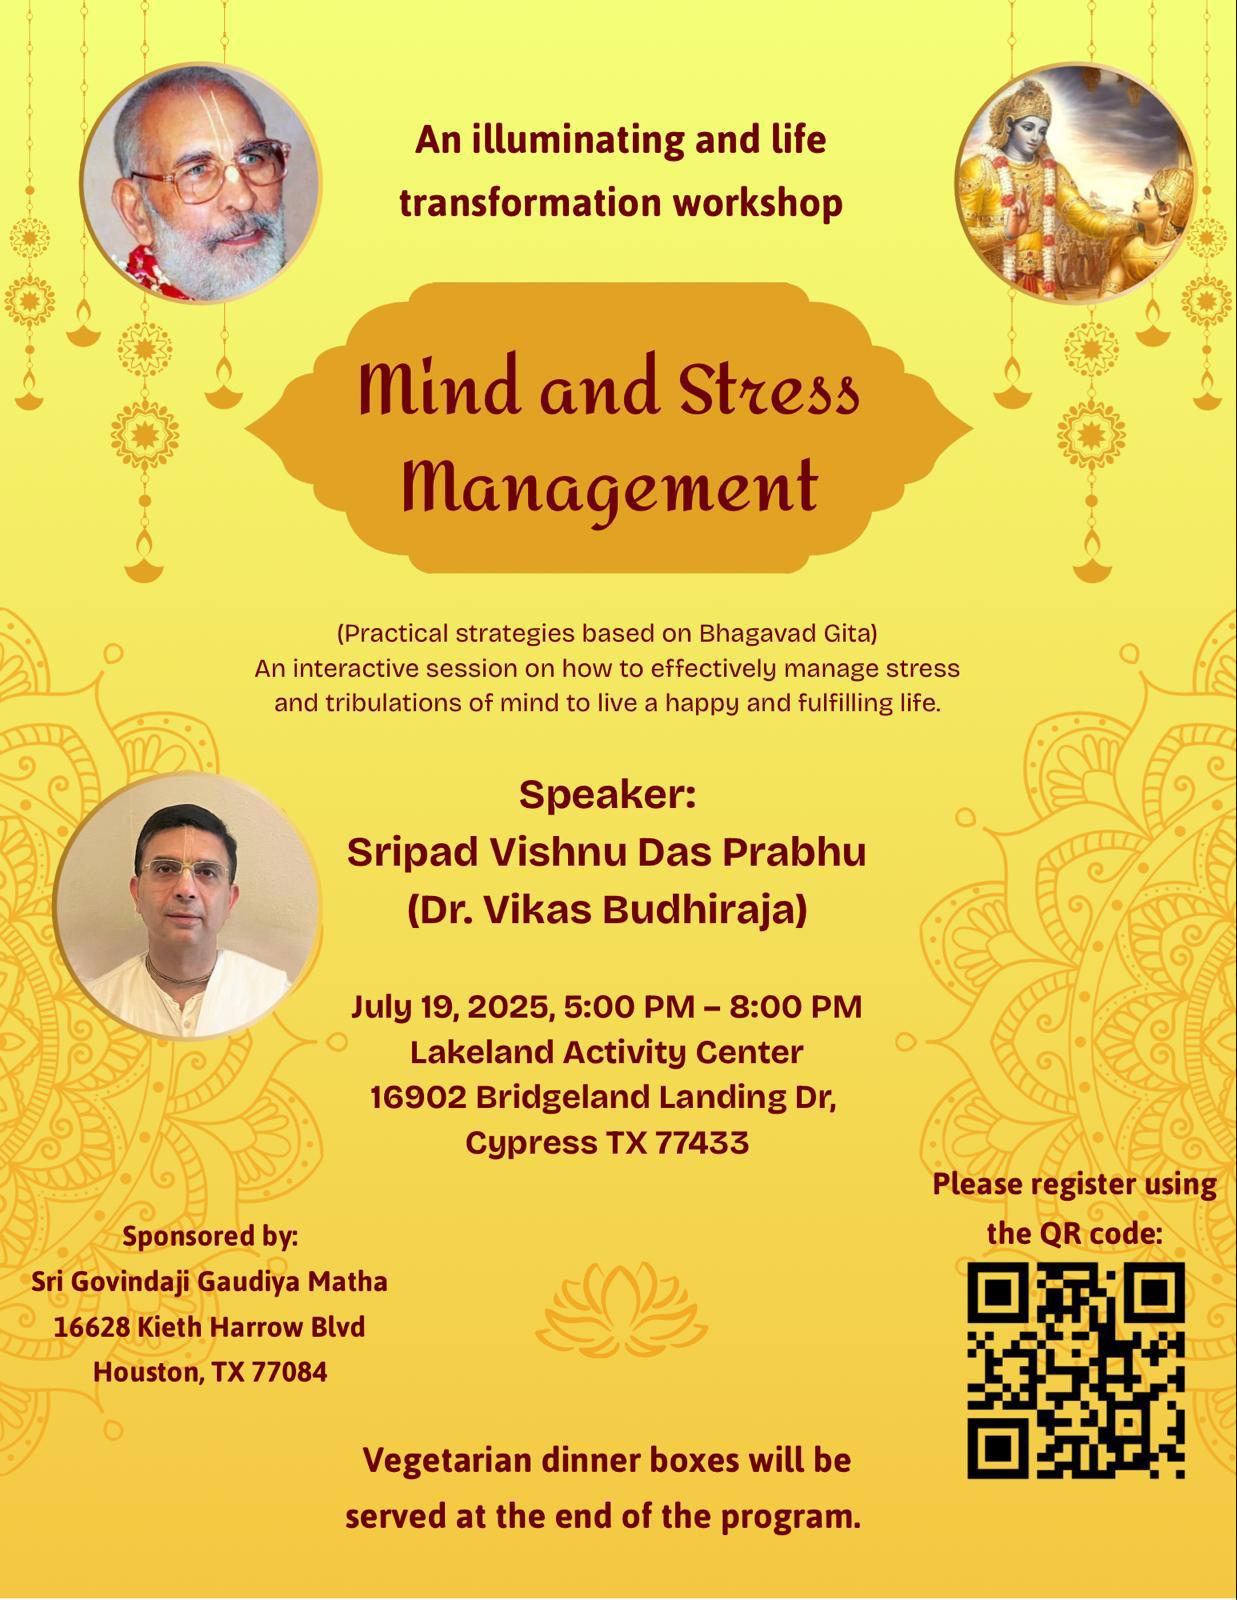 An illuminating and life
transformation workshop
Mind and Stress
Management
(Practical strategies based on Bhagavad Gita)
An interactive session on how to effectively manage stress
and tribulations of mind to live a happy and fulfilling life.
Speaker:
Sripad Vishnu Das Prabhu
(Dr. Vikas Budhiraja)
July 19, 2025, 5:00 PM – 8:00 PM
Lakeland Activity Center
16902 Bridgeland Landing Dr,
Cypress TX 77433
Please register using
the QR code:
Sponsored by:
Sri Govindaji Gaudiya Matha
16628 Kieth Harrow Blvd
Houston, TX 77084
Vegetarian dinner boxes will be
served at the end of the program.